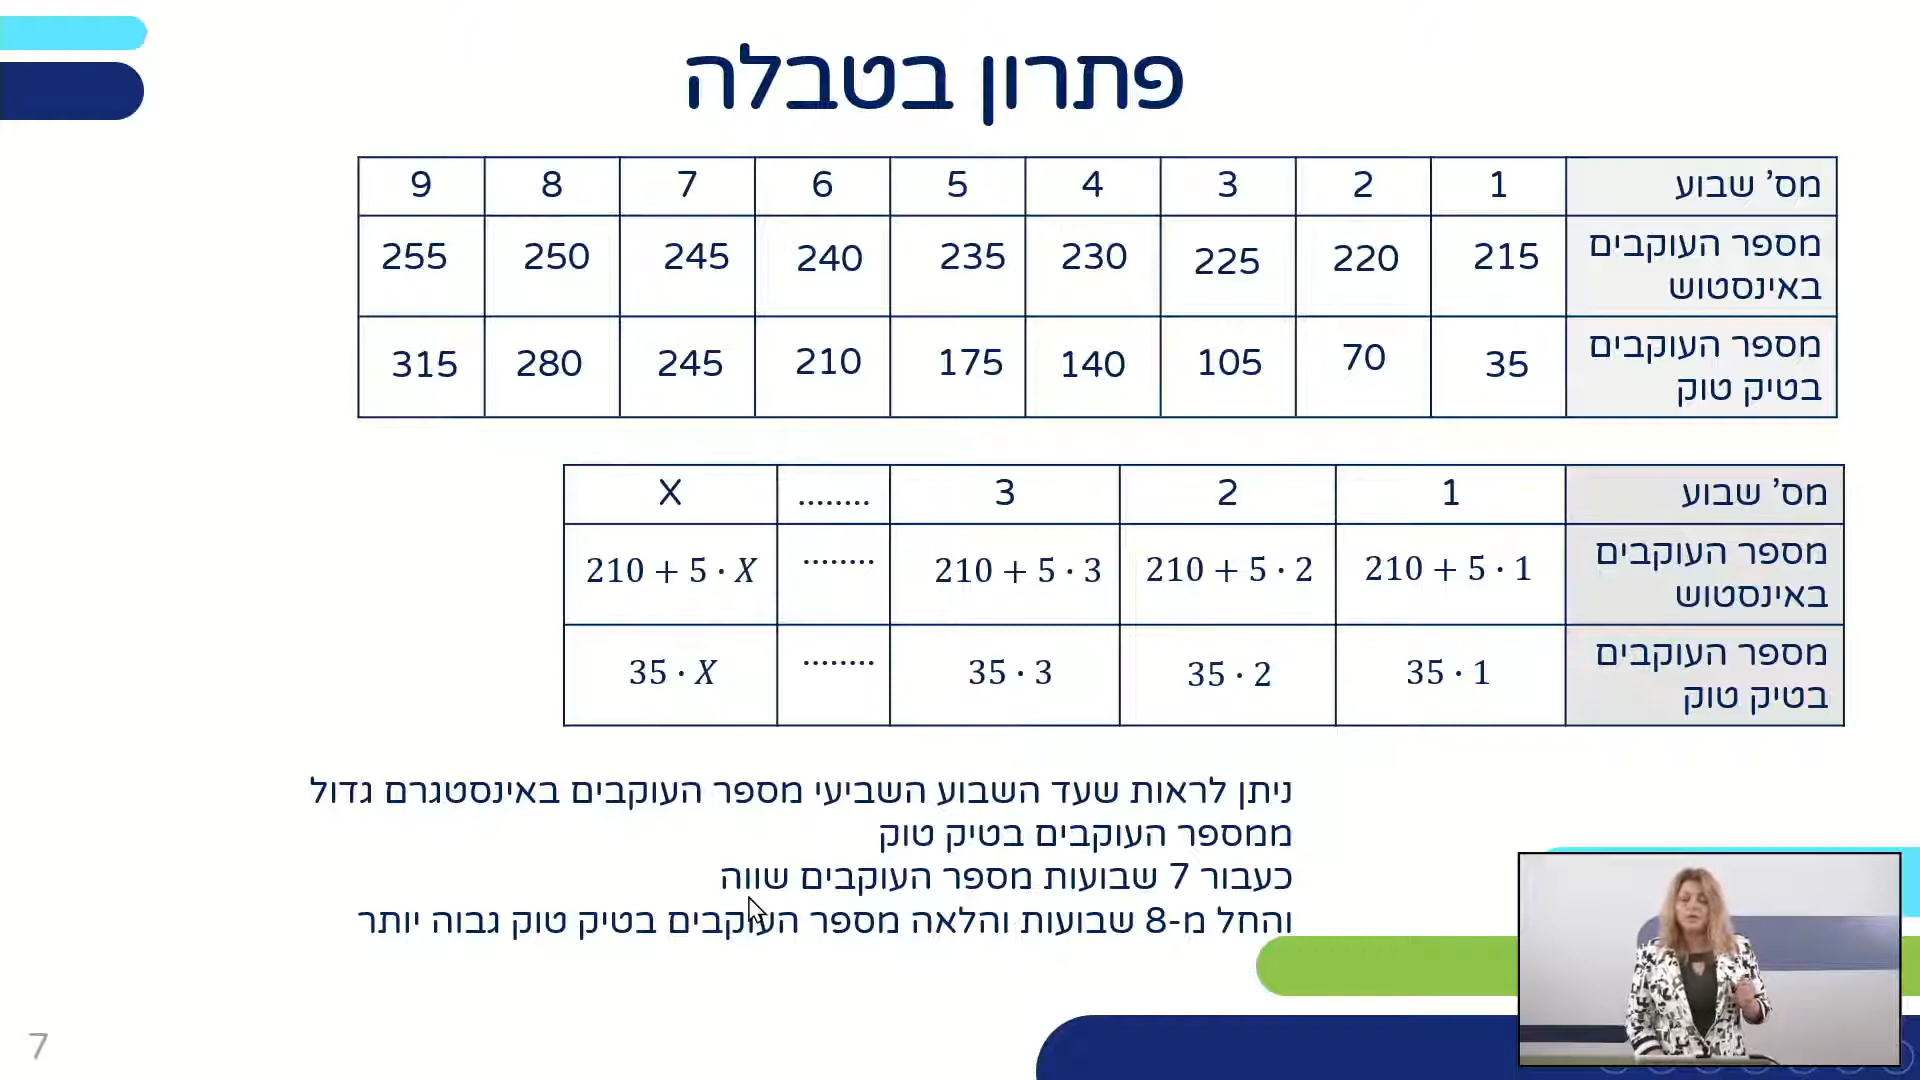 פתרון בטבלה
מס' שבוע 1 2 3 4 5 6 7 8 9
מספר העוקבים באינסטוש 215 220 225 230 235 240 245 250 255
מספר העוקבים בטיק טוק 35 70 105 140 175 210 245 280 315
מס' שבוע 1 2 3 ........ X
מספר העוקבים באינסטוש 210 + 5 · 1 210 + 5 · 2 210 + 5 · 3 ........ 210 + 5 · X
מספר העוקבים בטיק טוק 35 · 1 35 · 2 35 · 3 ........ 35 · X
ניתן לראות שעד השבוע השביעי מספר העוקבים באינסטגרם גדול
ממספר העוקבים בטיק טוק
כעבור 7 שבועות מספר העוקבים שווה
והחל מ-8 שבועות והלאה מספר העוקבים בטיק טוק גבוה יותר
7